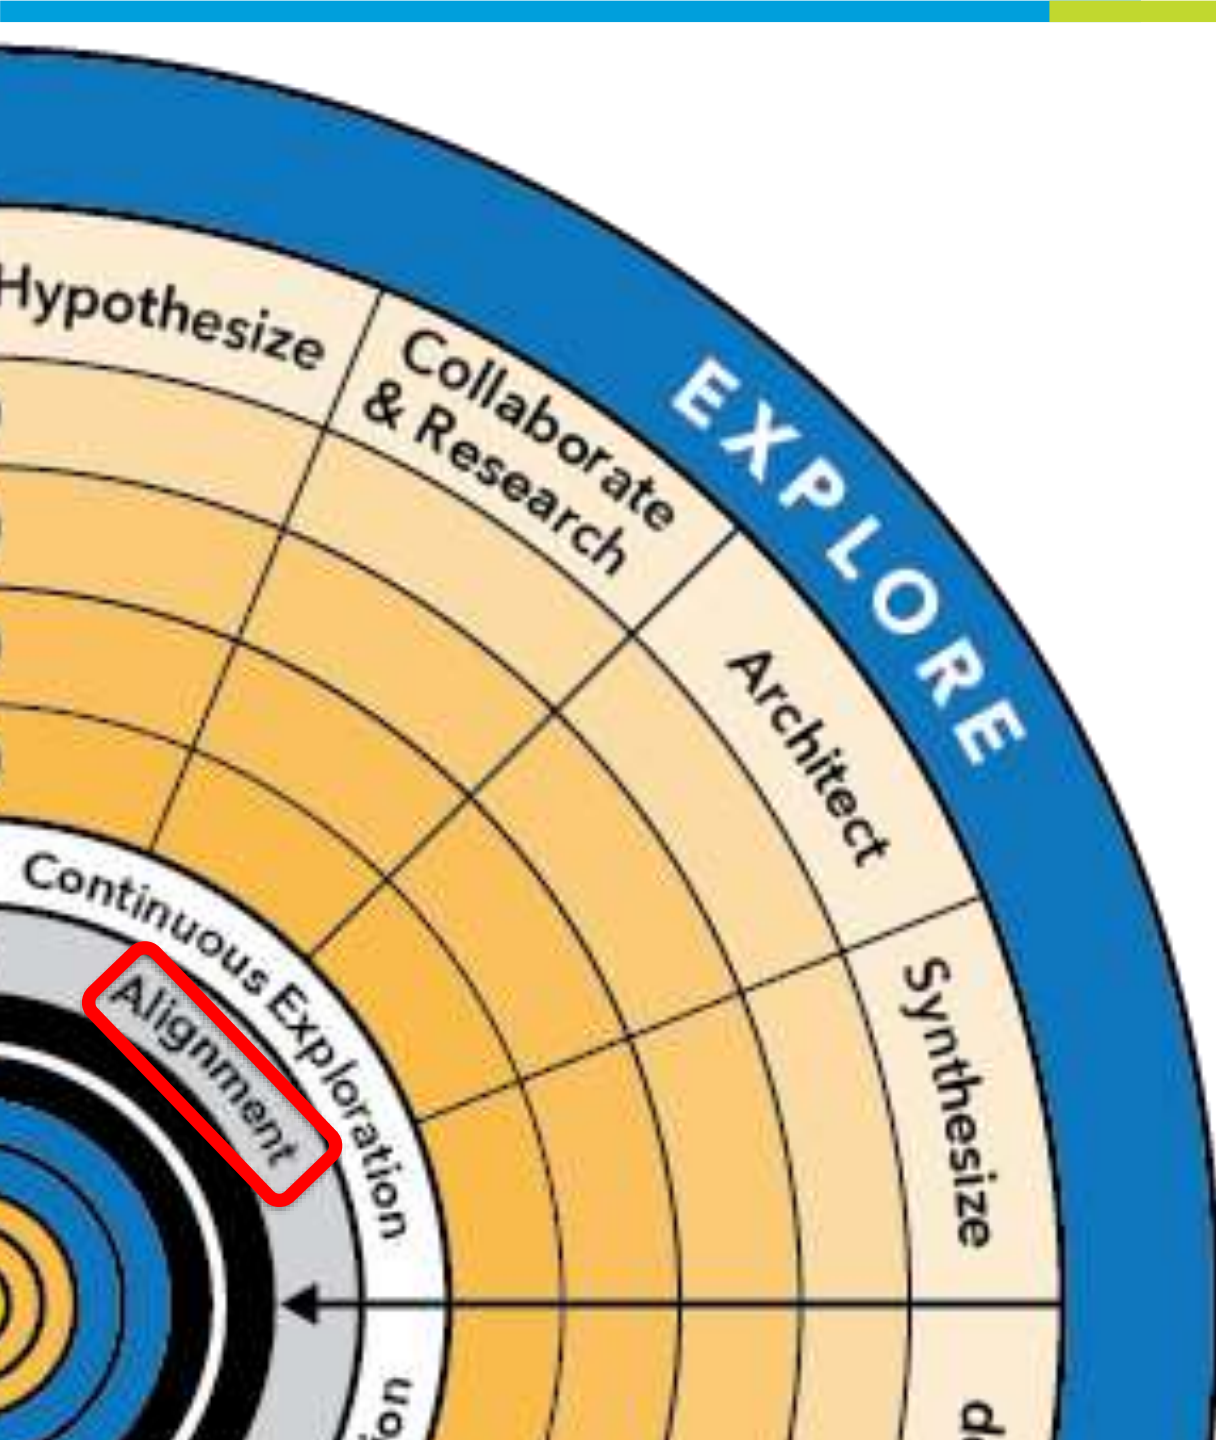 EXPLORE
Hypothesize
Collaborate
& Research
Architect
Synthesize
Continuous Exploration
Alignment